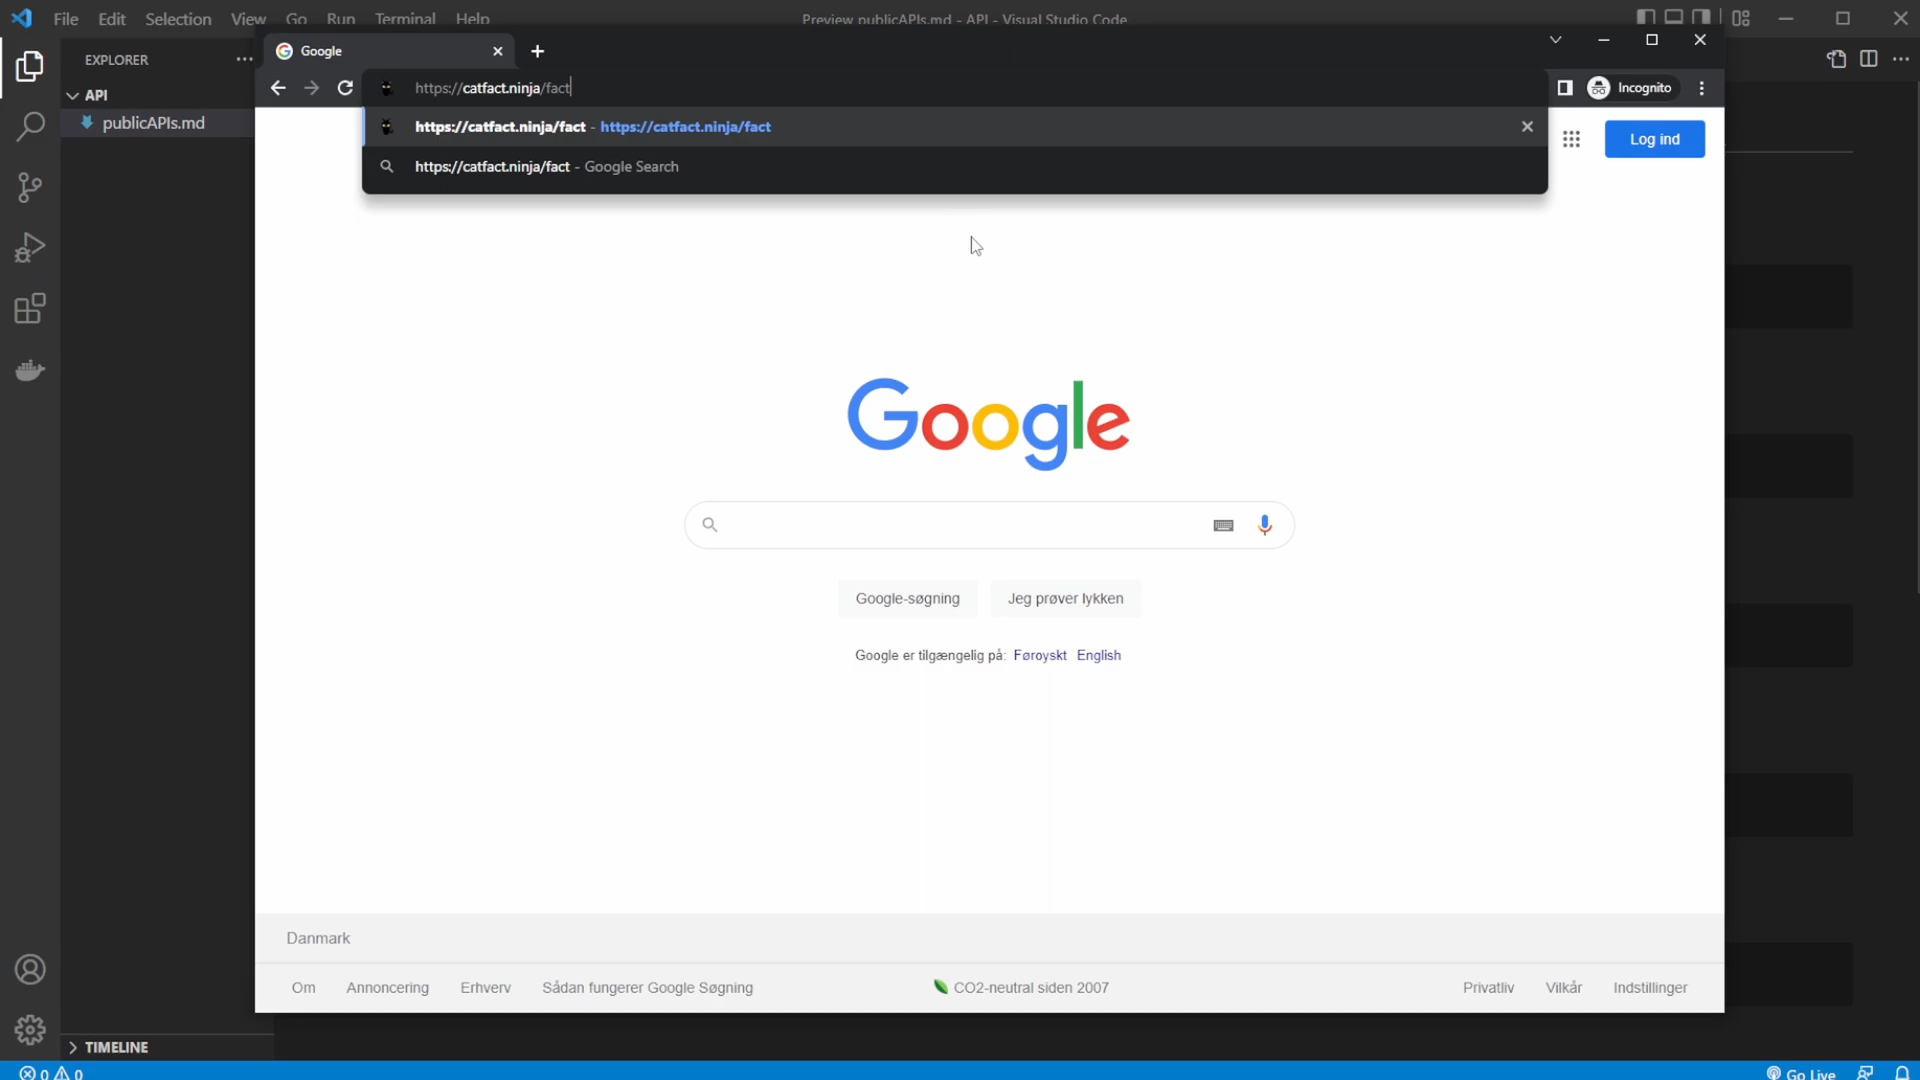 File Edit Selection View Go Run Terminal Help
Preview publicAPIs.md - API - Visual Studio Code
EXPLORER
API
publicAPIs.md
Google
https://catfact.ninja/fact
Incognito
https://catfact.ninja/fact - https://catfact.ninja/fact
https://catfact.ninja/fact - Google Search
Log ind
Google
Google-søgning
Jeg prøver lykken
Google er tilgængelig på: Føroyskt English
Danmark
Om Annoncering Erhverv Sådan fungerer Google Søgning
CO2-neutral siden 2007
Privatliv Vilkår Indstillinger
TIMELINE
0 0
Go Live